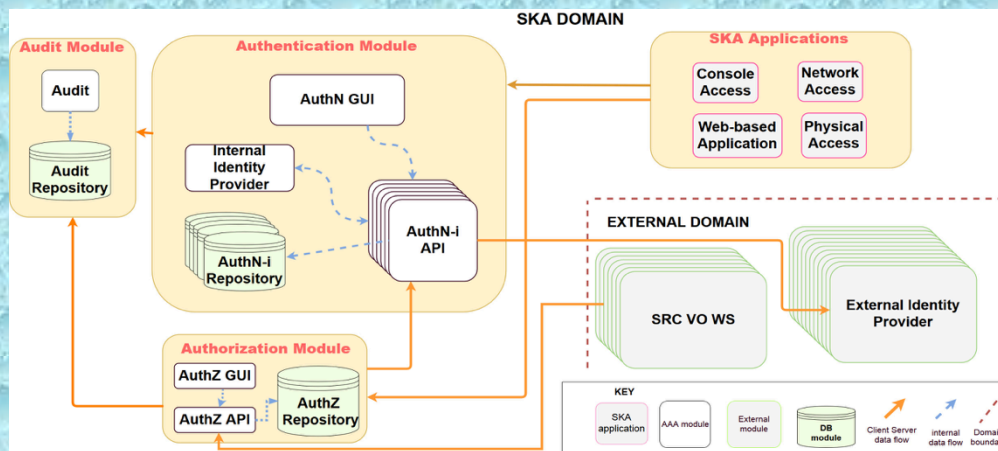 SKA DOMAIN
Audit Module
Audit
Audit
Repository
Authentication Module
AuthN GUI
Internal
Identity
Provider
AuthN-i
API
AuthN-i
Repository
SKA Applications
Console
Access
Network
Access
Web-based
Application
Physical
Access
EXTERNAL DOMAIN
SRC VO WS
External Identity
Provider
Authorization Module
AuthZ GUI
AuthZ API
AuthZ
Repository
KEY
SKA
application
AAA module
External
module
DB
module
Client Server
data flow
internal
data flow
Domain
bounda